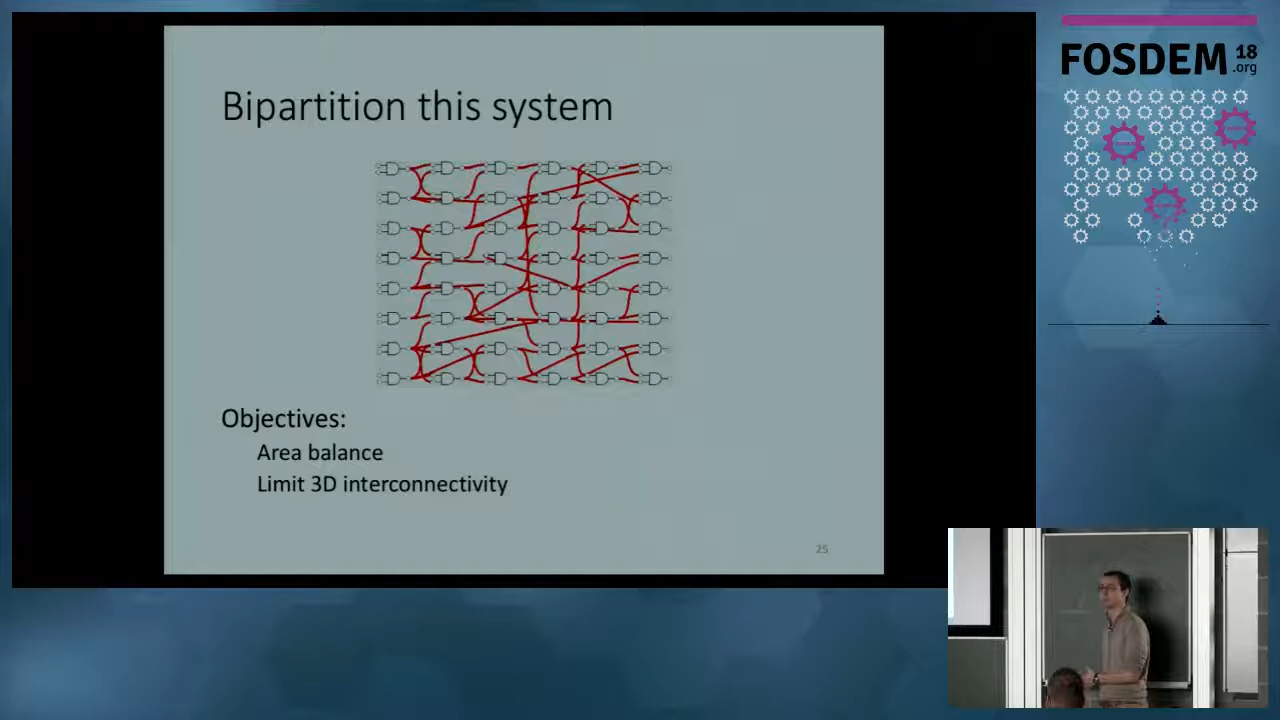 Bipartition this system
Objectives:
Area balance
Limit 3D interconnectivity
25
FOSDEM 18
.org